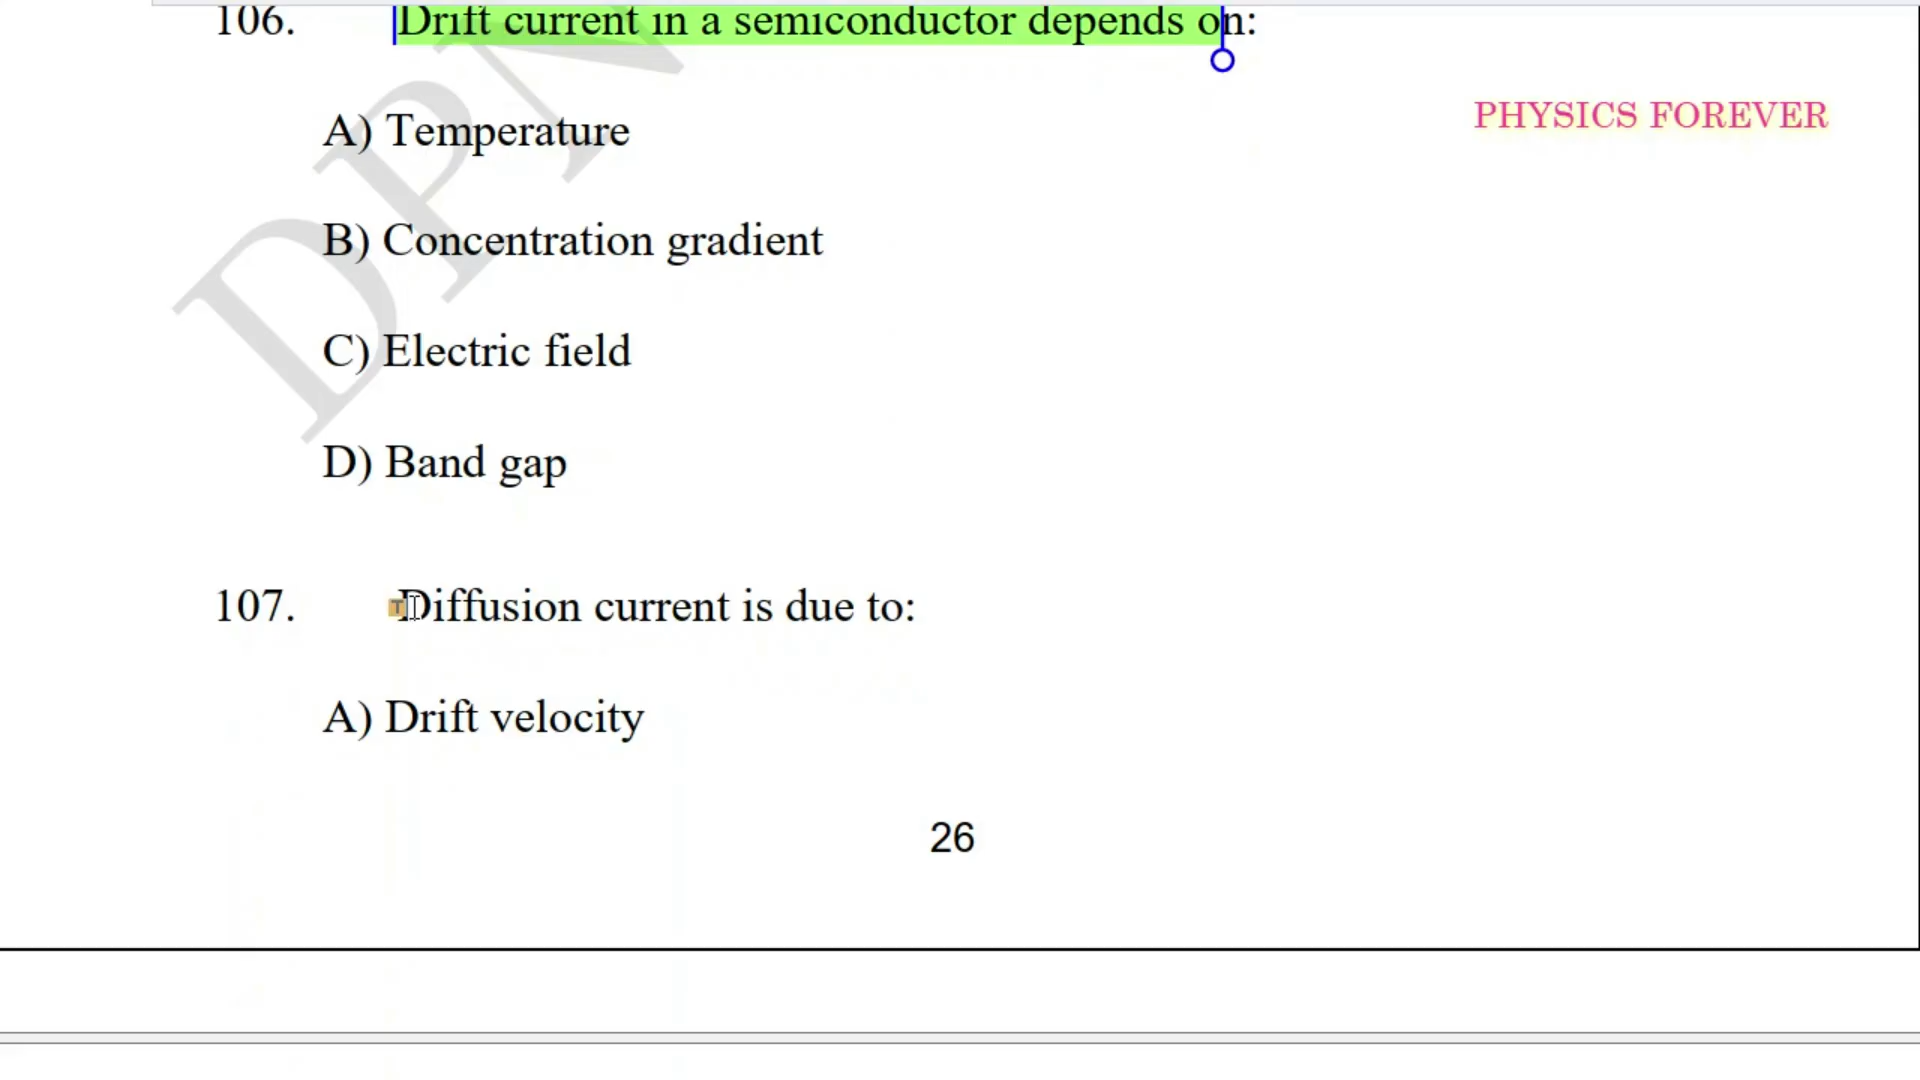 106. Drift current in a semiconductor depends on:
PHYSICS FOREVER
A) Temperature
B) Concentration gradient
C) Electric field
D) Band gap
107. Diffusion current is due to:
A) Drift velocity
26
DPN